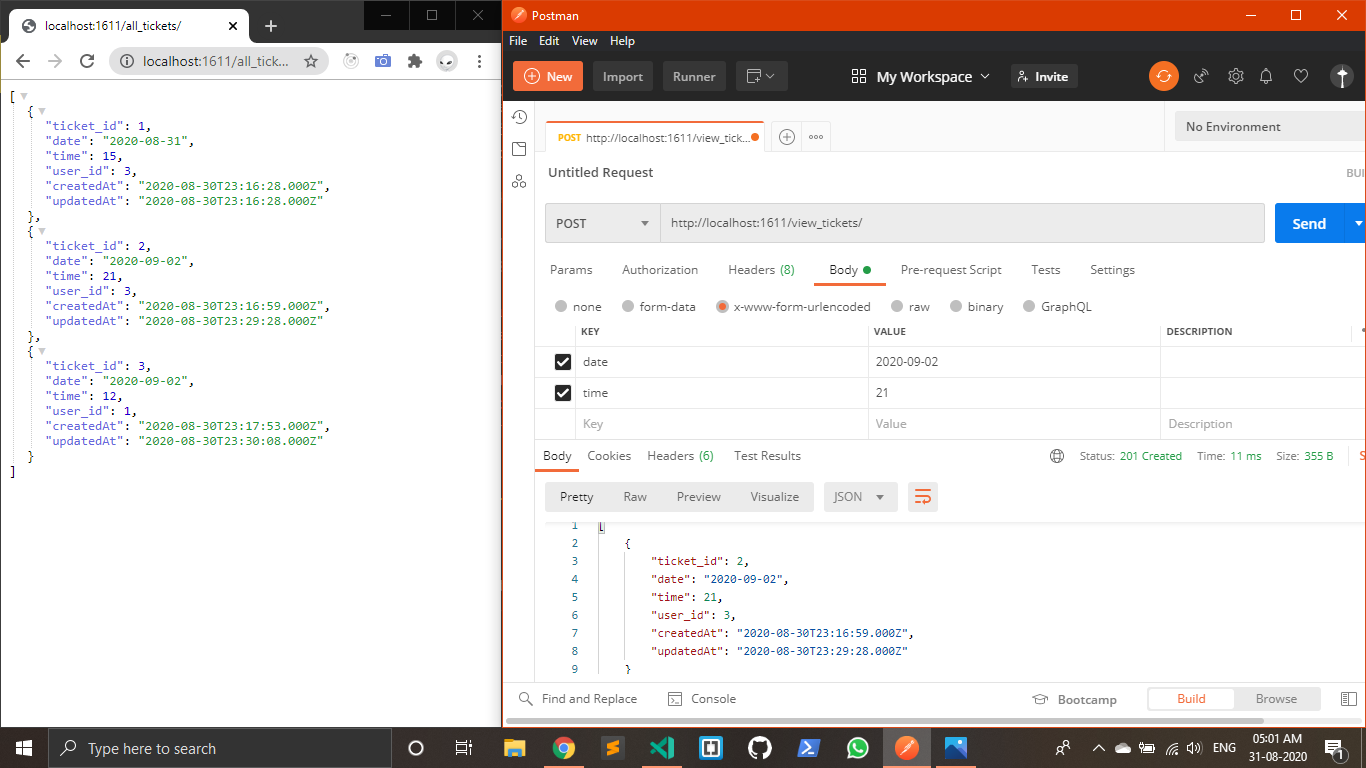 localhost:1611/all_tickets/
localhost:1611/all_tick...
[
{
"ticket_id": 1,
"date": "2020-08-31",
"time": 15,
"user_id": 3,
"createdAt": "2020-08-30T23:16:28.000Z",
"updatedAt": "2020-08-30T23:16:28.000Z"
},
{
"ticket_id": 2,
"date": "2020-09-02",
"time": 21,
"user_id": 3,
"createdAt": "2020-08-30T23:16:59.000Z",
"updatedAt": "2020-08-30T23:29:28.000Z"
},
{
"ticket_id": 3,
"date": "2020-09-02",
"time": 12,
"user_id": 1,
"createdAt": "2020-08-30T23:17:53.000Z",
"updatedAt": "2020-08-30T23:30:08.000Z"
}
]
Postman
File Edit View Help
New Import Runner My Workspace Invite
POST http://localhost:1611/view_tick...
No Environment
Untitled Request BUI
POST http://localhost:1611/view_tickets/ Send
Params Authorization Headers (8) Body Pre-request Script Tests Settings
none form-data x-www-form-urlencoded raw binary GraphQL
KEY VALUE DESCRIPTION
date 2020-09-02
time 21
Key Value Description
Body Cookies Headers (6) Test Results Status: 201 Created Time: 11 ms Size: 355 B S
Pretty Raw Preview Visualize JSON
1 [
2 {
3 "ticket_id": 2,
4 "date": "2020-09-02",
5 "time": 21,
6 "user_id": 3,
7 "createdAt": "2020-08-30T23:16:59.000Z",
8 "updatedAt": "2020-08-30T23:29:28.000Z"
9 }
Find and Replace Console Bootcamp Build Browse
Type here to search
ENG
05:01 AM
31-08-2020
1